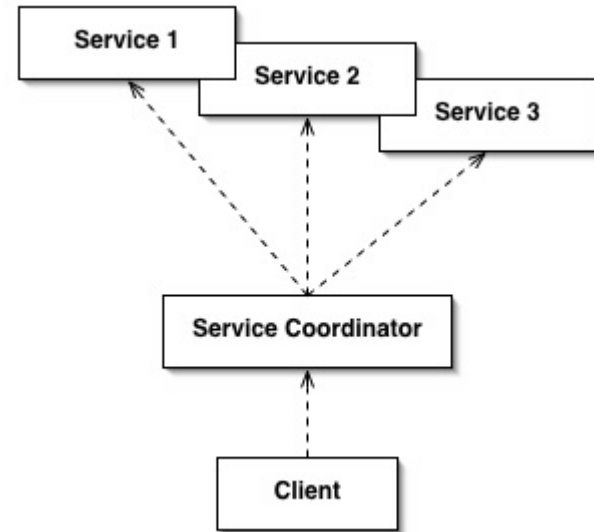 Service 1
Service 2
Service 3
Service Coordinator
Client